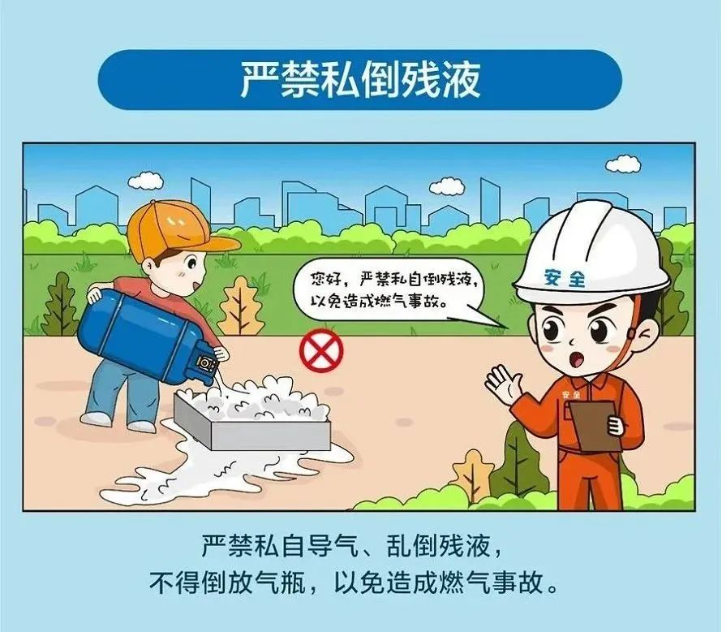 严禁私倒残液
您好，严禁私自倒残液，
以免造成燃气事故。
安全
安全
严禁私自导气、乱倒残液，
不得倒放气瓶，以免造成燃气事故。